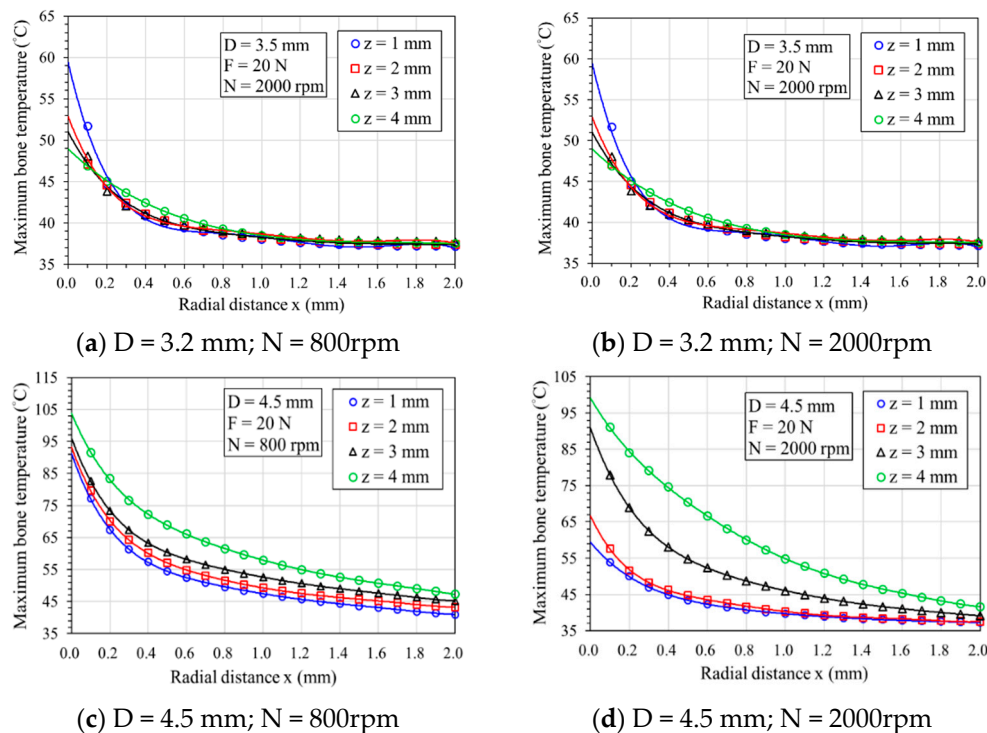 Maximum bone temperature (°C)
65
60
55
50
45
40
35
D = 3.5 mm
F = 20 N
N = 2000 rpm
z = 1 mm
z = 2 mm
z = 3 mm
z = 4 mm
0.0 0.2 0.4 0.6 0.8 1.0 1.2 1.4 1.6 1.8 2.0
Radial distance x (mm)
(a) D = 3.2 mm; N = 800rpm
Maximum bone temperature (°C)
65
60
55
50
45
40
35
D = 3.5 mm
F = 20 N
N = 2000 rpm
z = 1 mm
z = 2 mm
z = 3 mm
z = 4 mm
0.0 0.2 0.4 0.6 0.8 1.0 1.2 1.4 1.6 1.8 2.0
Radial distance x (mm)
(b) D = 3.2 mm; N = 2000rpm
Maximum bone temperature (°C)
115
105
95
85
75
65
55
45
35
D = 4.5 mm
F = 20 N
N = 800 rpm
z = 1 mm
z = 2 mm
z = 3 mm
z = 4 mm
0.0 0.2 0.4 0.6 0.8 1.0 1.2 1.4 1.6 1.8 2.0
Radial distance x (mm)
(c) D = 4.5 mm; N = 800rpm
Maximum bone temperature (°C)
105
95
85
75
65
55
45
35
D = 4.5 mm
F = 20 N
N = 2000 rpm
z = 1 mm
z = 2 mm
z = 3 mm
z = 4 mm
0.0 0.2 0.4 0.6 0.8 1.0 1.2 1.4 1.6 1.8 2.0
Radial distance x (mm)
(d) D = 4.5 mm; N = 2000rpm